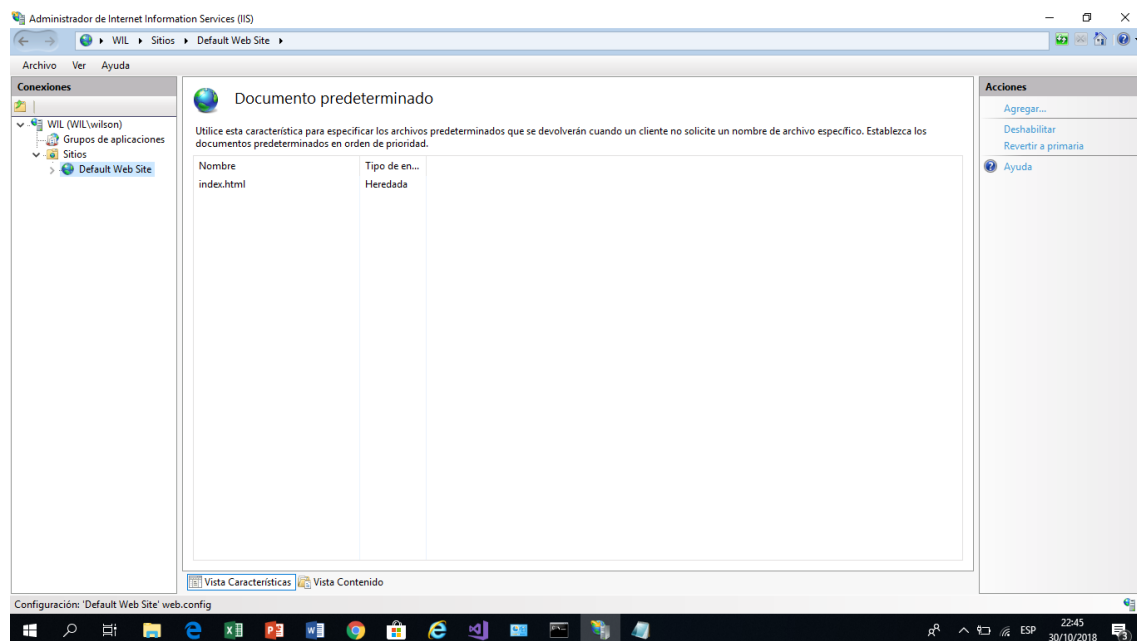 Administrador de Internet Information Services (IIS)
WIL Sitios Default Web Site
Archivo Ver Ayuda
Conexiones
WIL (WIL\wilson)
Grupos de aplicaciones
Sitios
Default Web Site
Documento predeterminado
Utilice esta característica para especificar los archivos predeterminados que se devolverán cuando un cliente no solicite un nombre de archivo específico. Establezca los
documentos predeterminados en orden de prioridad.
Nombre Tipo de en...
index.html Heredada
Acciones
Agregar...
Deshabilitar
Revertir a primaria
Ayuda
Vista Características Vista Contenido
Configuración: 'Default Web Site' web.config
ESP
22:45
30/10/2018